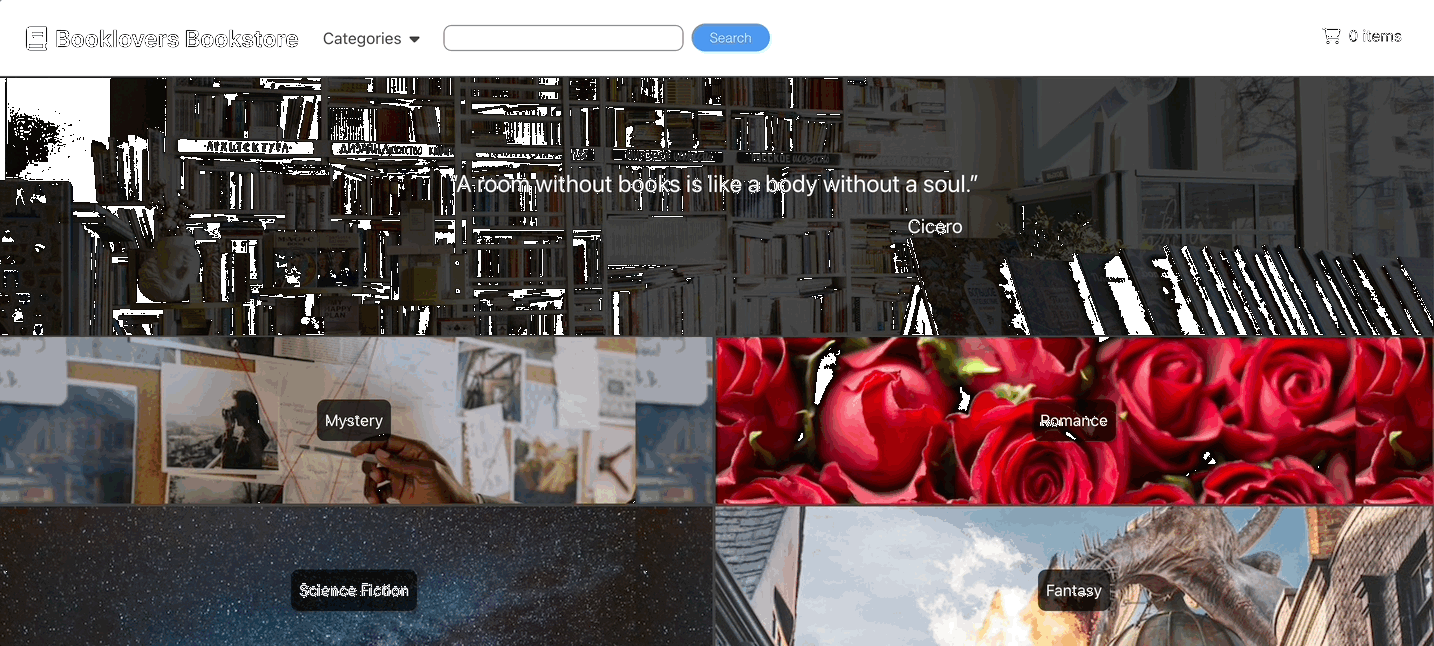 Booklovers Bookstore
Categories
Search
0 items
“A room without books is like a body without a soul.”
Cicero
Mystery
Romance
Science Fiction
Fantasy